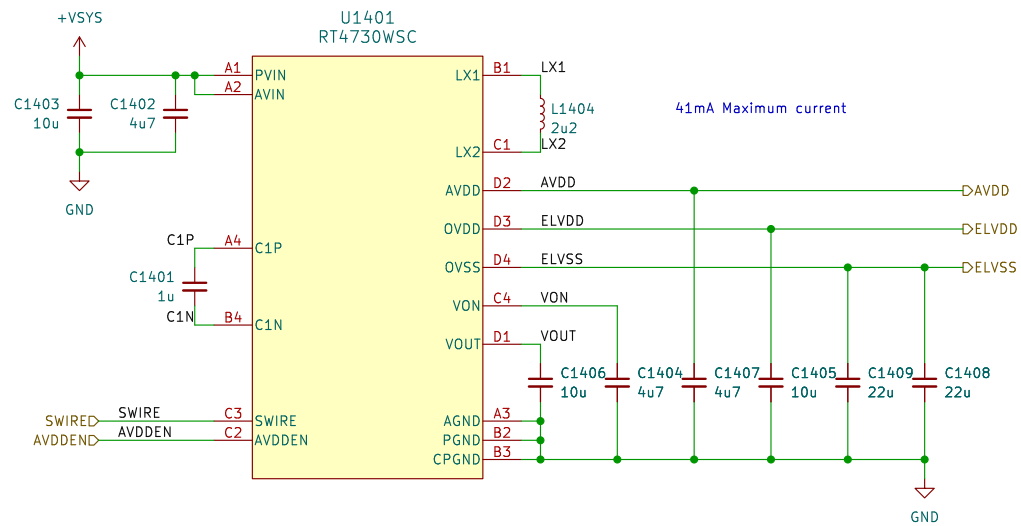 U1401
RT4730WSC
+VSYS
A1
PVIN
A2
AVIN
C1403
10u
C1402
4u7
GND
C1P
A4
C1P
C1401
1u
C1N
B4
C1N
SWIRE
SWIRE
C3
SWIRE
AVDDEN
AVDDEN
C2
AVDDEN
LX1
B1
LX1
L1404
2u2
41mA Maximum current
LX2
C1
LX2
AVDD
D2
AVDD
AVDD
OVDD
D3
ELVDD
ELVDD
OVSS
D4
ELVSS
ELVSS
VON
C4
VON
VOUT
D1
VOUT
C1406
10u
C1404
4u7
C1407
4u7
C1405
10u
C1409
22u
C1408
22u
AGND
A3
PGND
B2
CPGND
B3
GND